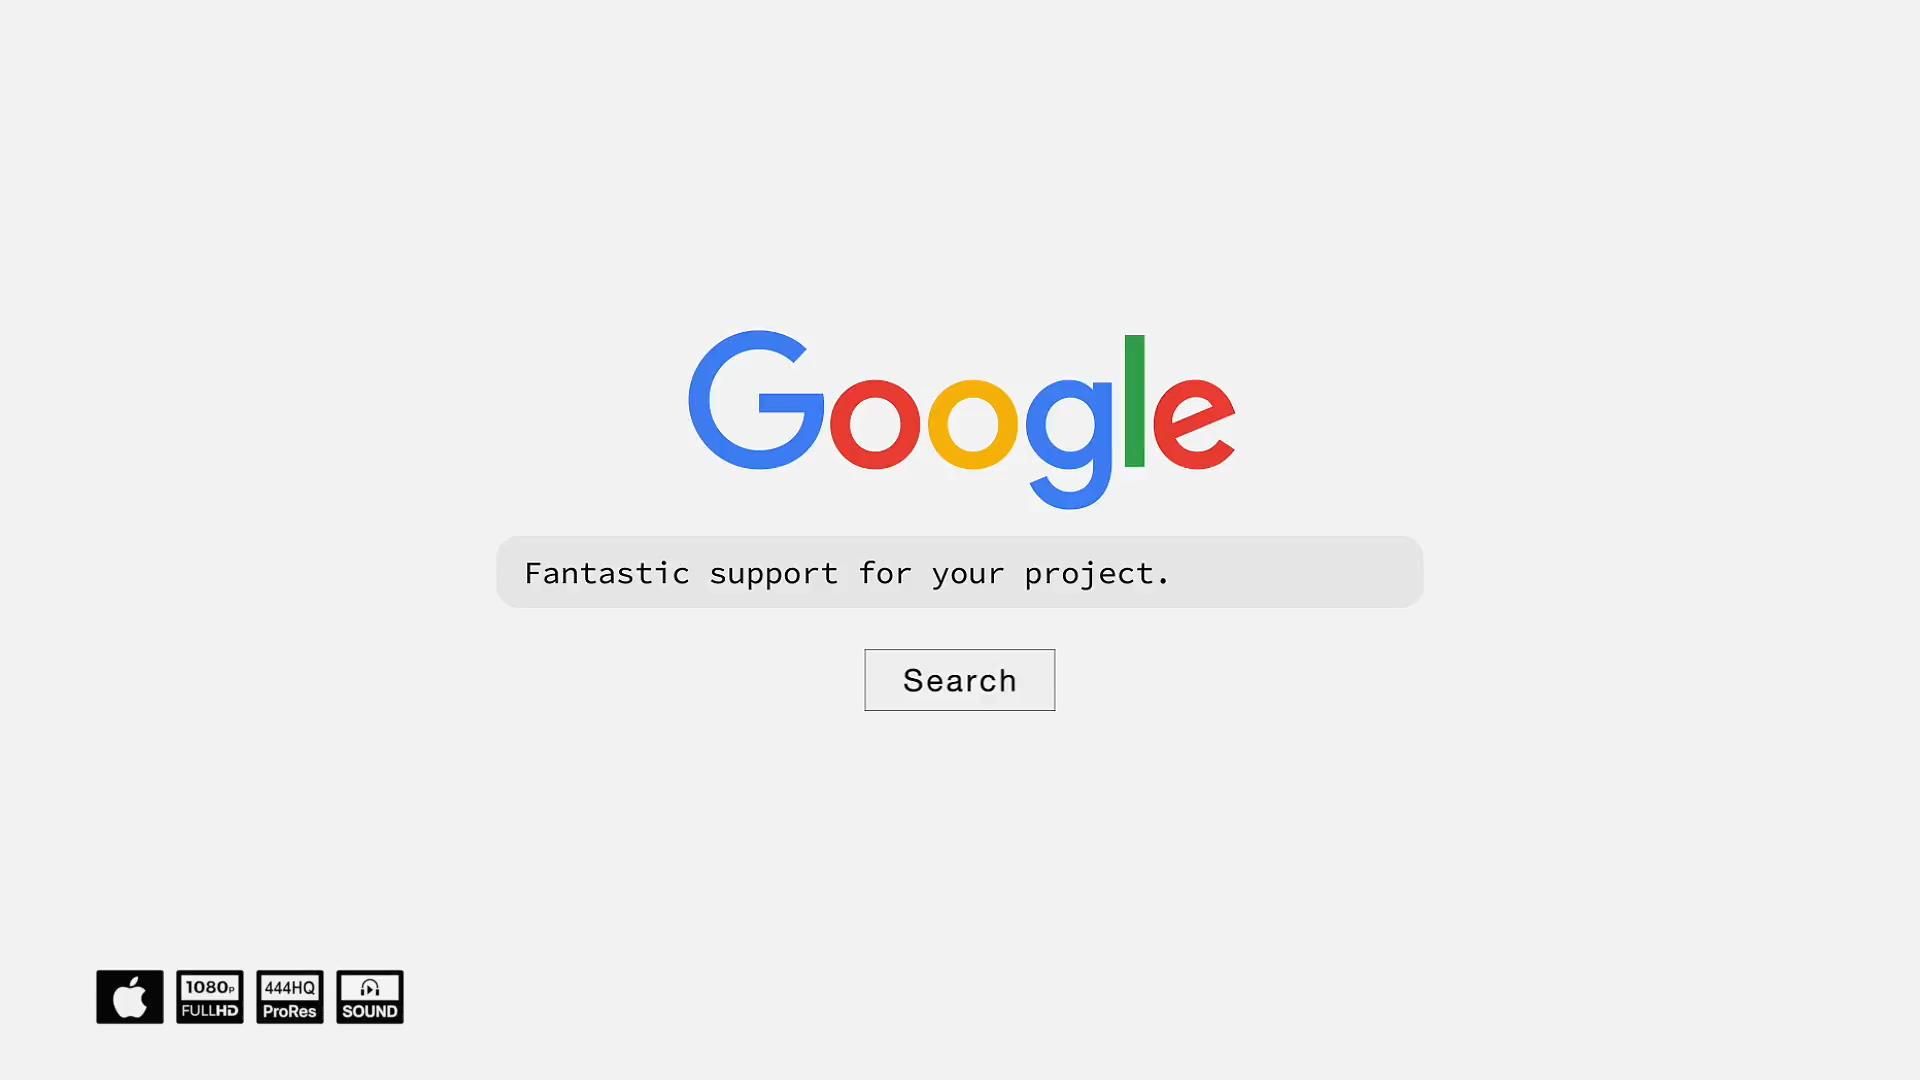 Google
Fantastic support for your project.
Search
1080p
FULLHD
444HQ
ProRes
SOUND